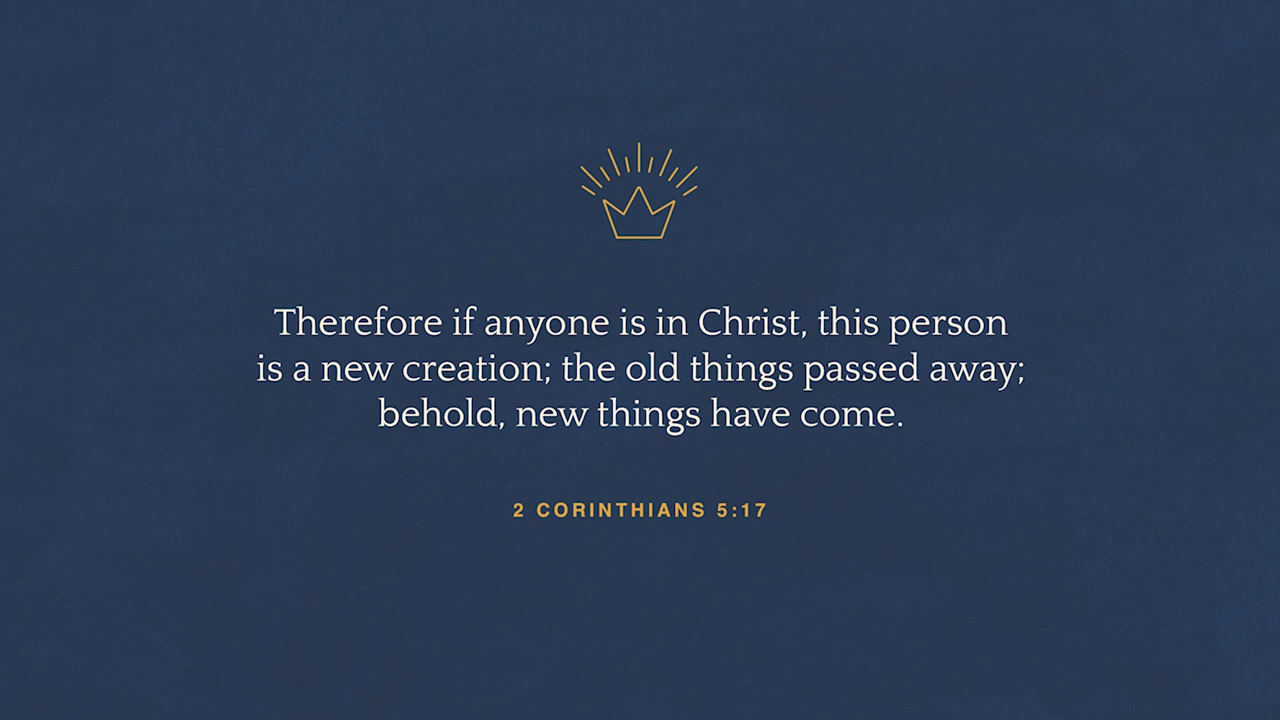 Therefore if anyone is in Christ, this person
is a new creation; the old things passed away;
behold, new things have come.
2 CORINTHIANS 5:17